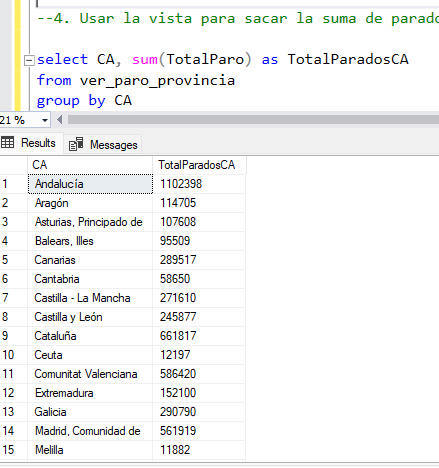 --4. Usar la vista para sacar la suma de parado
select CA, sum(TotalParo) as TotalParadosCA
from ver_paro_provincia
group by CA
21 %
Results Messages
CA TotalParadosCA
1 Andalucía 1102398
2 Aragón 114705
3 Asturias, Principado de 107608
4 Balears, Illes 95509
5 Canarias 289517
6 Cantabria 58650
7 Castilla - La Mancha 271610
8 Castilla y León 245877
9 Cataluña 661817
10 Ceuta 12197
11 Comunitat Valenciana 586420
12 Extremadura 152100
13 Galicia 290790
14 Madrid, Comunidad de 561919
15 Melilla 11882